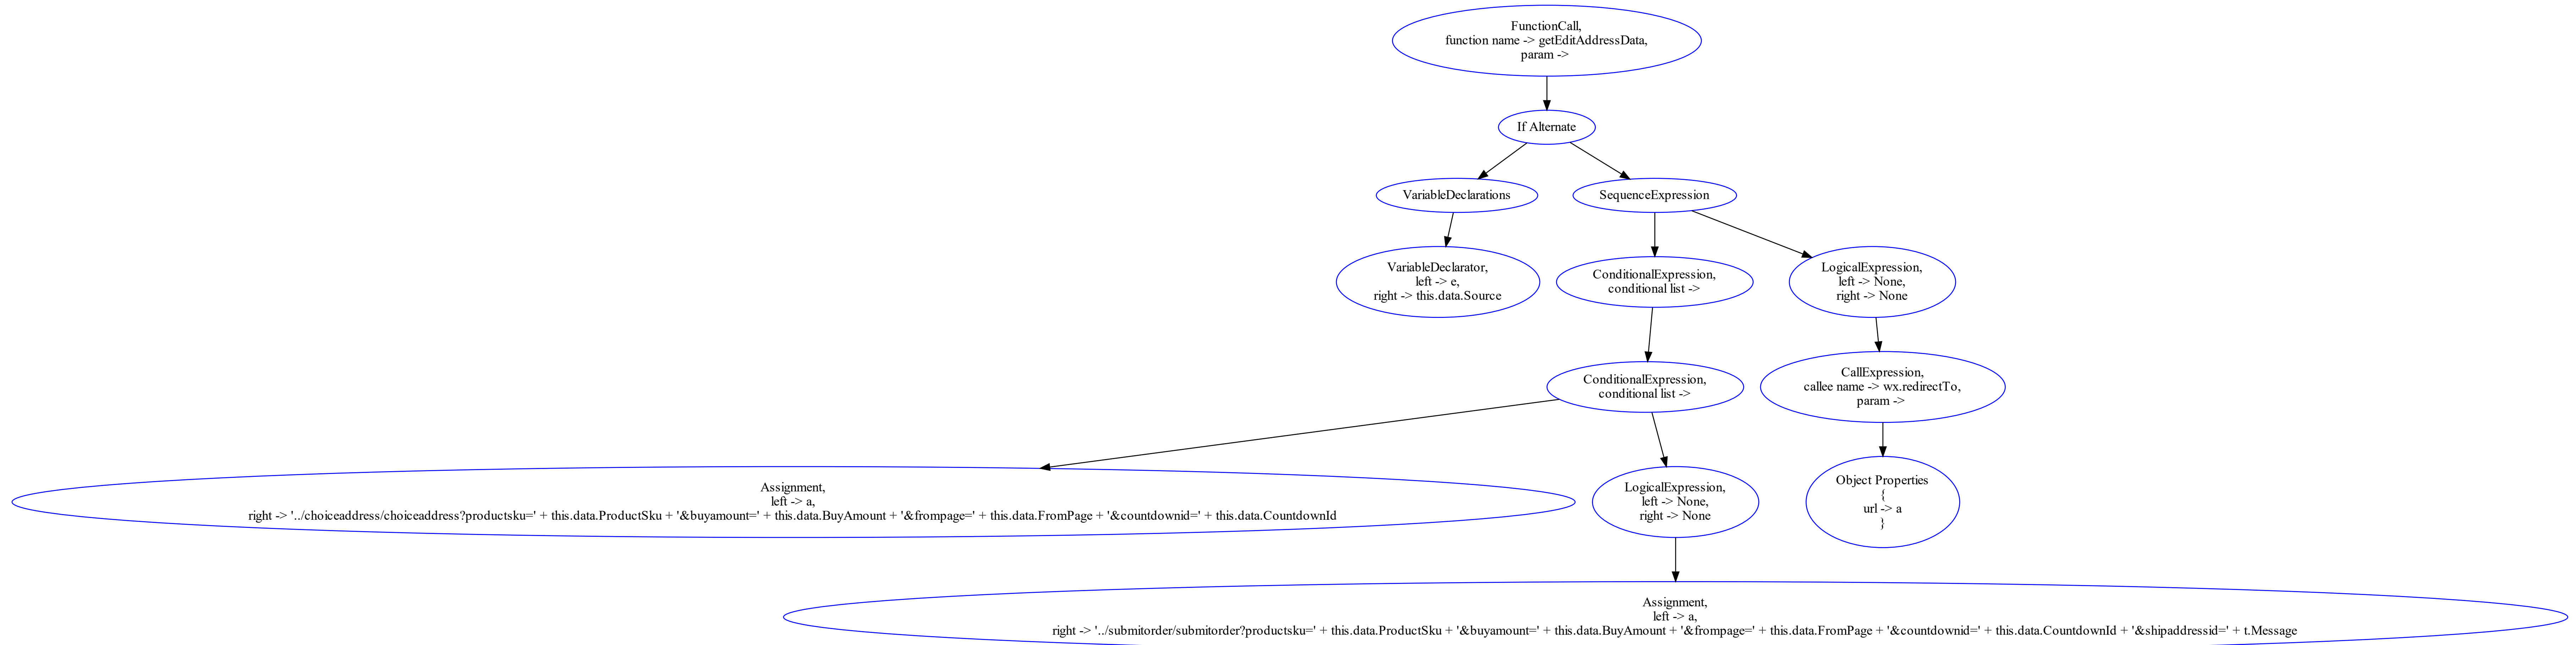 FunctionCall,
function name -> getEditAddressData,
param ->
If Alternate
VariableDeclarations
SequenceExpression
VariableDeclarator,
left -> e,
right -> this.data.Source
ConditionalExpression,
conditional list ->
LogicalExpression,
left -> None,
right -> None
ConditionalExpression,
conditional list ->
CallExpression,
callee name -> wx.redirectTo,
param ->
Assignment,
left -> a,
right -> '../choiceaddress/choiceaddress?productsku=' + this.data.ProductSku + '&buyamount=' + this.data.BuyAmount + '&frompage=' + this.data.FromPage + '&countdownid=' + this.data.CountdownId
LogicalExpression,
left -> None,
right -> None
Object Properties
{
url -> a
}
Assignment,
left -> a,
right -> '../submitorder/submitorder?productsku=' + this.data.ProductSku + '&buyamount=' + this.data.BuyAmount + '&frompage=' + this.data.FromPage + '&countdownid=' + this.data.CountdownId + '&shipaddressid=' + t.Message